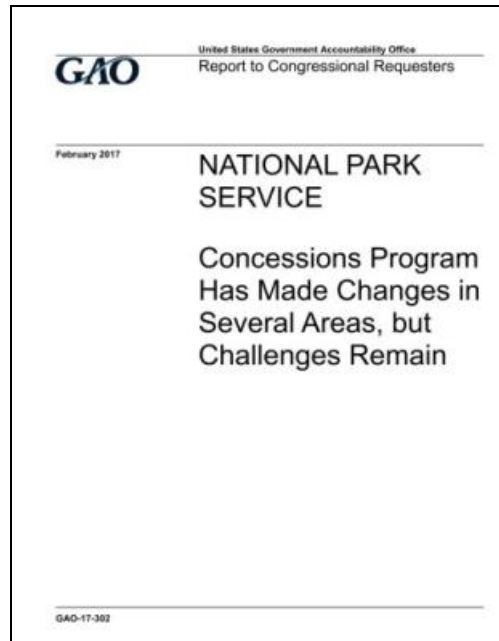 United States Government Accountability Office
GAO
Report to Congressional Requesters
February 2017
NATIONAL PARK
SERVICE
Concessions Program
Has Made Changes in
Several Areas, but
Challenges Remain
GAO-17-302